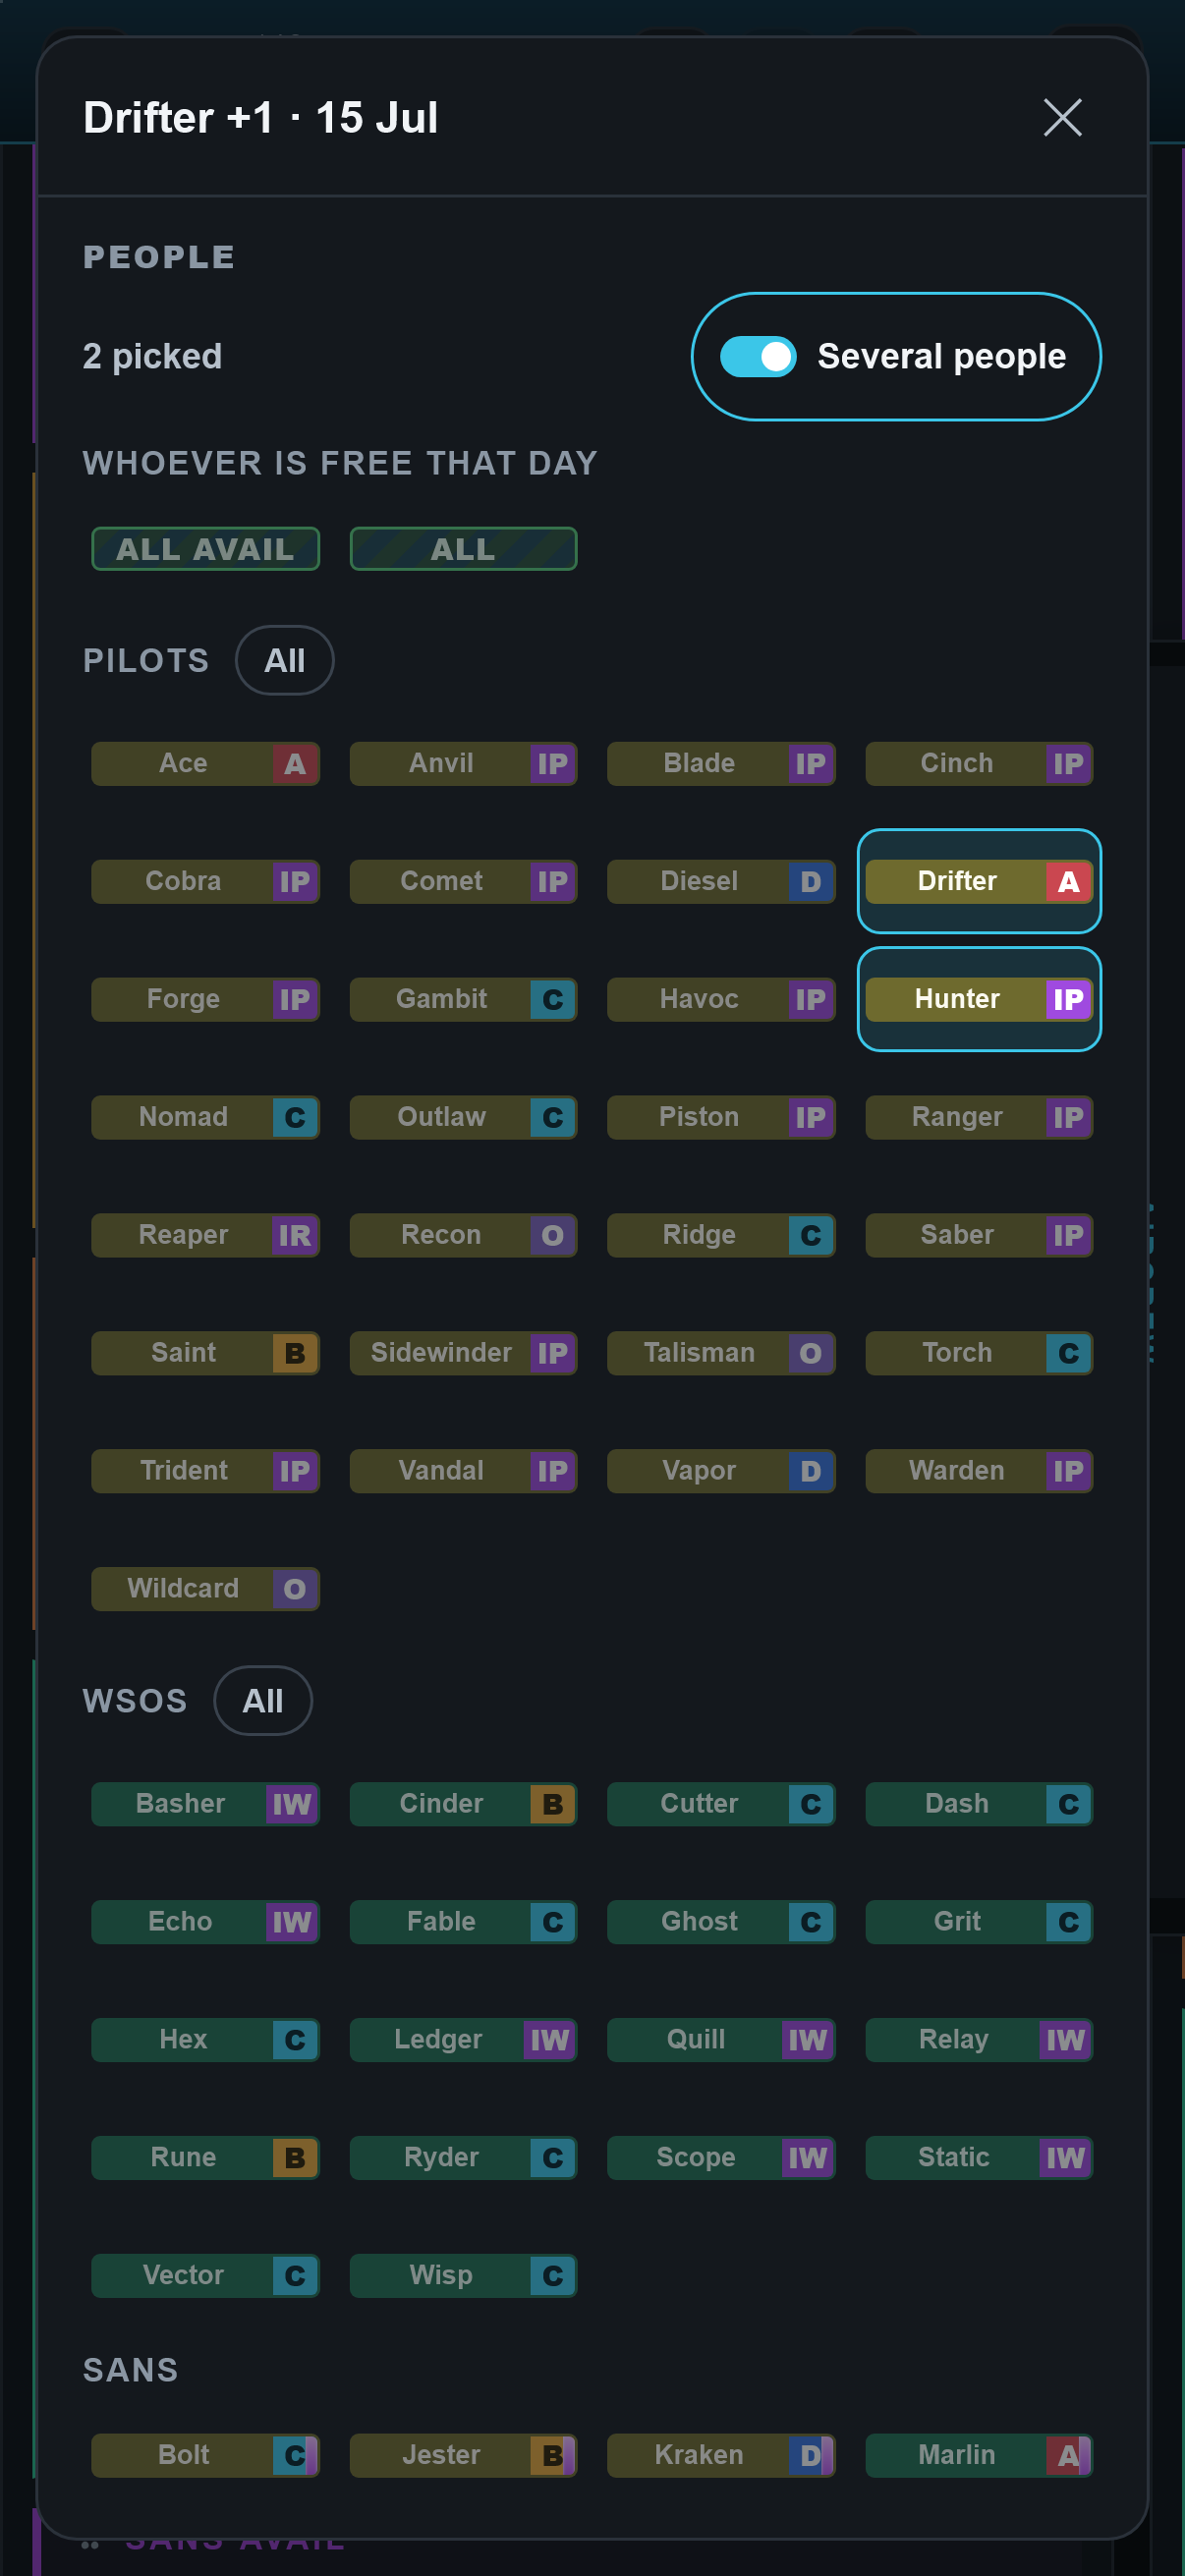 Drifter +1 · 15 Jul
PEOPLE
2 picked
Several people
WHOEVER IS FREE THAT DAY
ALL AVAIL ALL
PILOTS All
Ace A Anvil IP Blade IP Cinch IP
Cobra IP Comet IP Diesel D Drifter A
Forge IP Gambit C Havoc IP Hunter IP
Nomad C Outlaw C Piston IP Ranger IP
Reaper IR Recon O Ridge C Saber IP
Saint B Sidewinder IP Talisman O Torch C
Trident IP Vandal IP Vapor D Warden IP
Wildcard O
WSOS All
Basher IW Cinder B Cutter C Dash C
Echo IW Fable C Ghost C Grit C
Hex C Ledger IW Quill IW Relay IW
Rune B Ryder C Scope IW Static IW
Vector C Wisp C
SANS
Bolt C Jester B Kraken D Marlin A
SANS AVAIL